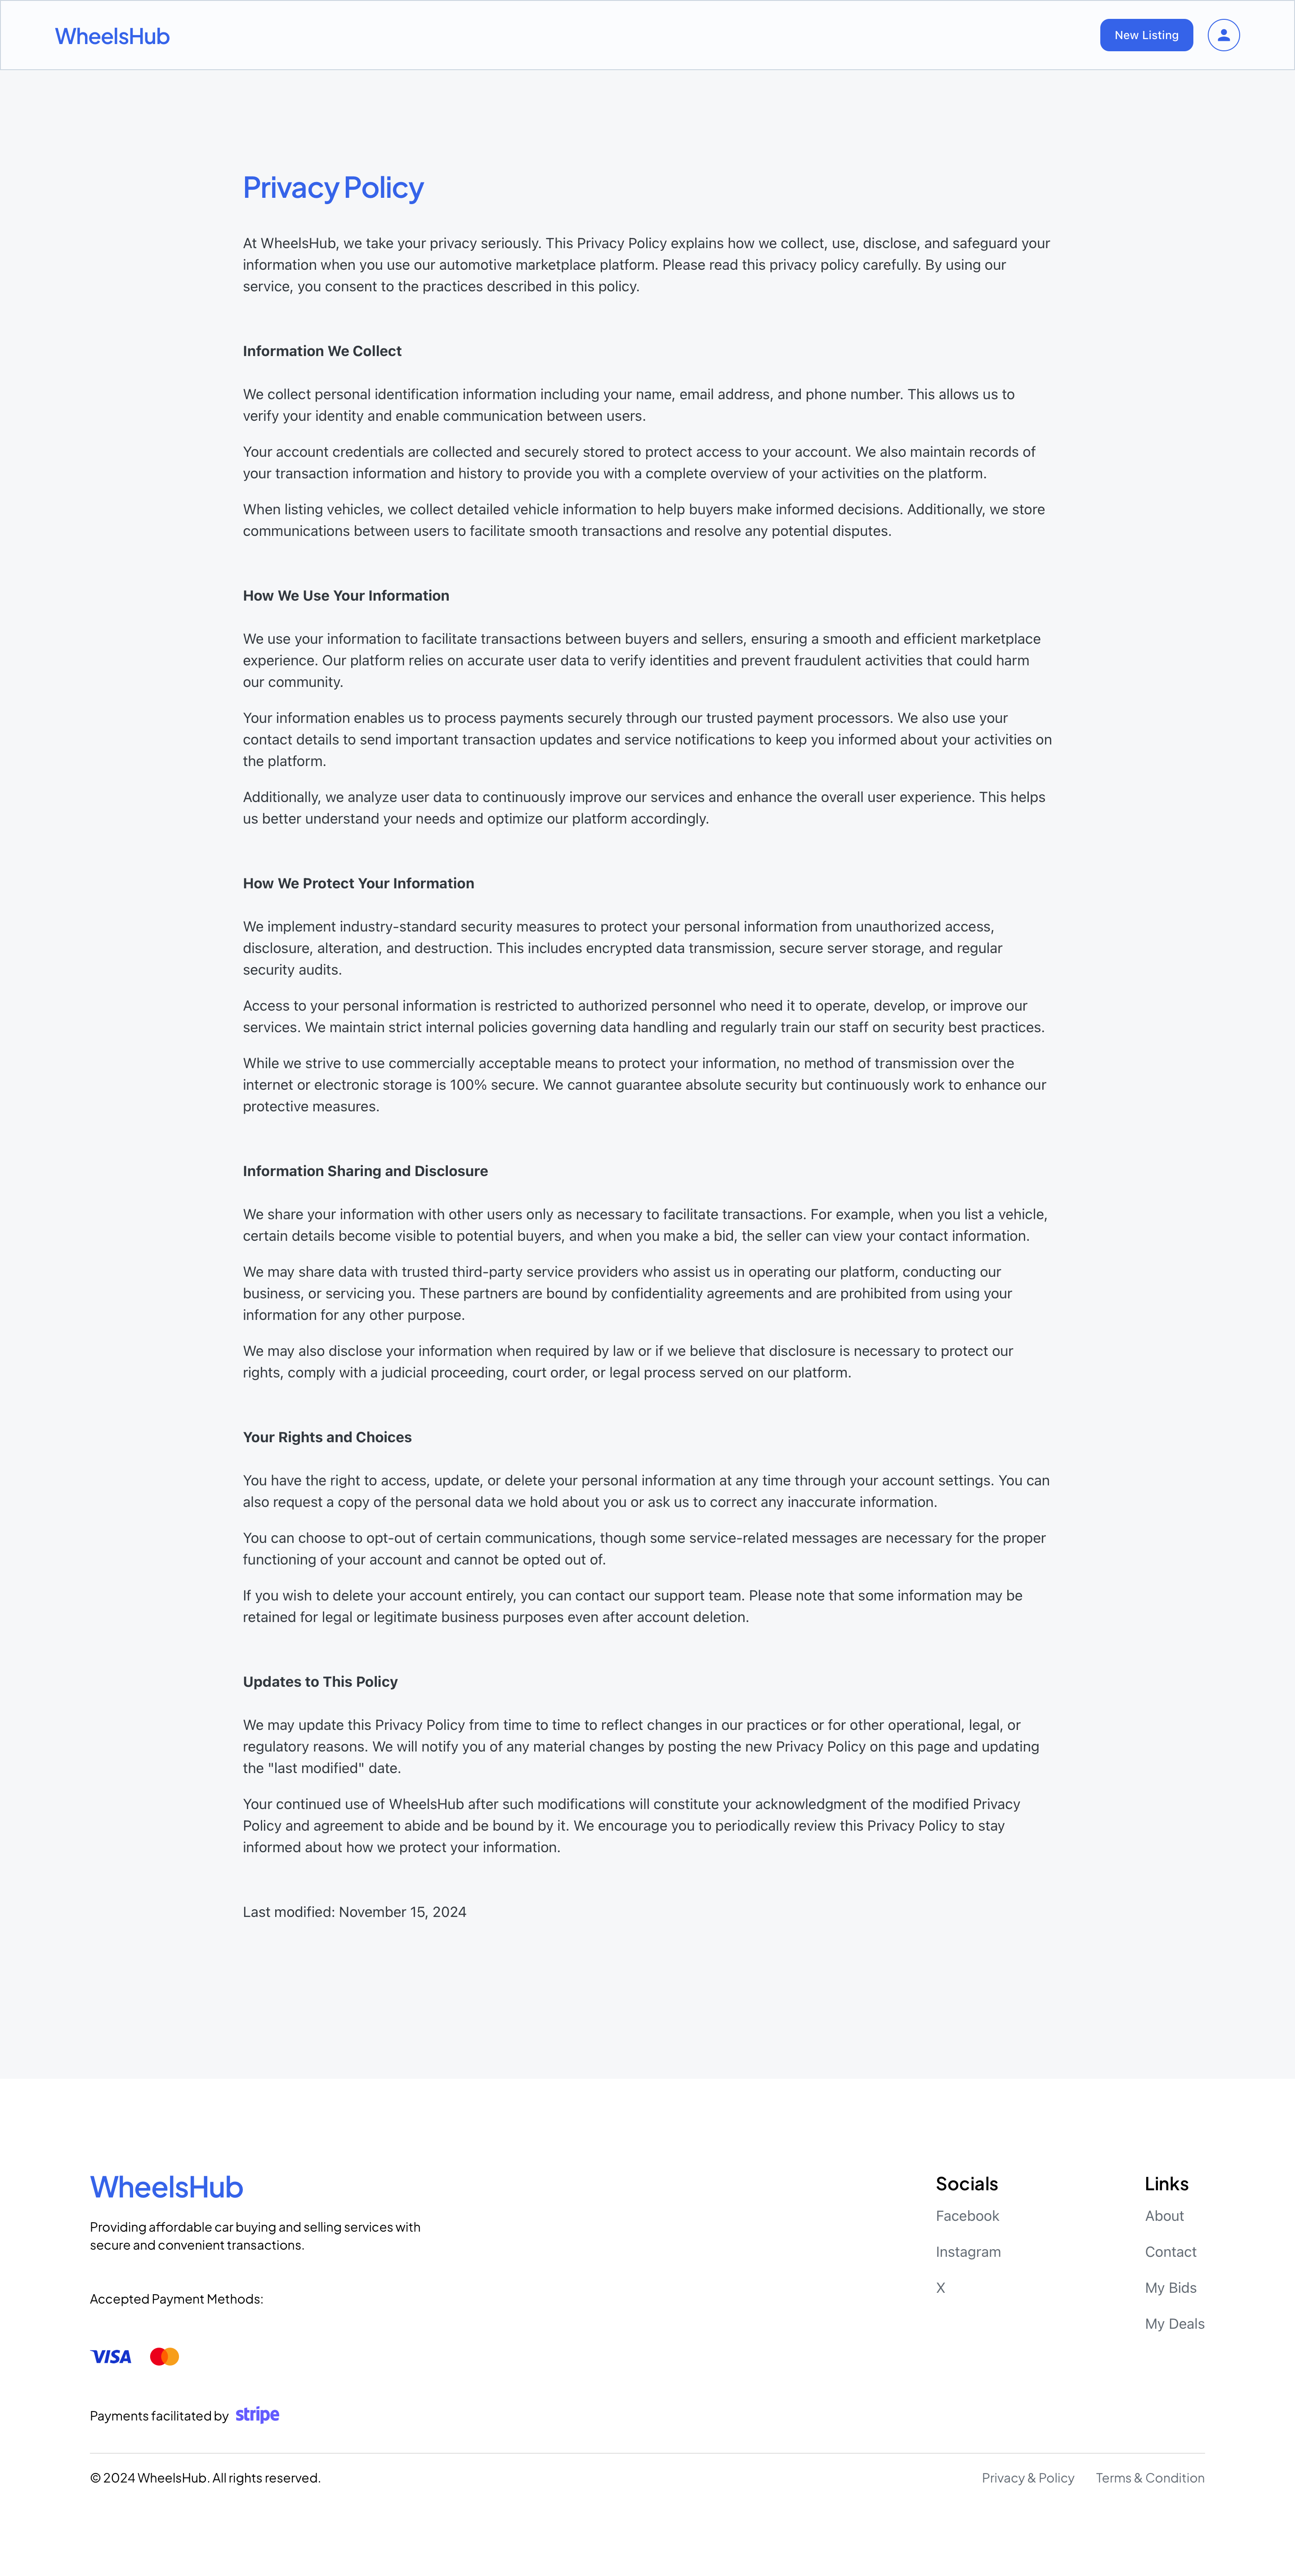 WheelsHub
New Listing
Privacy Policy
At WheelsHub, we take your privacy seriously. This Privacy Policy explains how we collect, use, disclose, and safeguard your
information when you use our automotive marketplace platform. Please read this privacy policy carefully. By using our
service, you consent to the practices described in this policy.
Information We Collect
We collect personal identification information including your name, email address, and phone number. This allows us to
verify your identity and enable communication between users.
Your account credentials are collected and securely stored to protect access to your account. We also maintain records of
your transaction information and history to provide you with a complete overview of your activities on the platform.
When listing vehicles, we collect detailed vehicle information to help buyers make informed decisions. Additionally, we store
communications between users to facilitate smooth transactions and resolve any potential disputes.
How We Use Your Information
We use your information to facilitate transactions between buyers and sellers, ensuring a smooth and efficient marketplace
experience. Our platform relies on accurate user data to verify identities and prevent fraudulent activities that could harm
our community.
Your information enables us to process payments securely through our trusted payment processors. We also use your
contact details to send important transaction updates and service notifications to keep you informed about your activities on
the platform.
Additionally, we analyze user data to continuously improve our services and enhance the overall user experience. This helps
us better understand your needs and optimize our platform accordingly.
How We Protect Your Information
We implement industry-standard security measures to protect your personal information from unauthorized access,
disclosure, alteration, and destruction. This includes encrypted data transmission, secure server storage, and regular
security audits.
Access to your personal information is restricted to authorized personnel who need it to operate, develop, or improve our
services. We maintain strict internal policies governing data handling and regularly train our staff on security best practices.
While we strive to use commercially acceptable means to protect your information, no method of transmission over the
internet or electronic storage is 100% secure. We cannot guarantee absolute security but continuously work to enhance our
protective measures.
Information Sharing and Disclosure
We share your information with other users only as necessary to facilitate transactions. For example, when you list a vehicle,
certain details become visible to potential buyers, and when you make a bid, the seller can view your contact information.
We may share data with trusted third-party service providers who assist us in operating our platform, conducting our
business, or servicing you. These partners are bound by confidentiality agreements and are prohibited from using your
information for any other purpose.
We may also disclose your information when required by law or if we believe that disclosure is necessary to protect our
rights, comply with a judicial proceeding, court order, or legal process served on our platform.
Your Rights and Choices
You have the right to access, update, or delete your personal information at any time through your account settings. You can
also request a copy of the personal data we hold about you or ask us to correct any inaccurate information.
You can choose to opt-out of certain communications, though some service-related messages are necessary for the proper
functioning of your account and cannot be opted out of.
If you wish to delete your account entirely, you can contact our support team. Please note that some information may be
retained for legal or legitimate business purposes even after account deletion.
Updates to This Policy
We may update this Privacy Policy from time to time to reflect changes in our practices or for other operational, legal, or
regulatory reasons. We will notify you of any material changes by posting the new Privacy Policy on this page and updating
the "last modified" date.
Your continued use of WheelsHub after such modifications will constitute your acknowledgment of the modified Privacy
Policy and agreement to abide and be bound by it. We encourage you to periodically review this Privacy Policy to stay
informed about how we protect your information.
Last modified: November 15, 2024
WheelsHub
Providing affordable car buying and selling services with
secure and convenient transactions.
Accepted Payment Methods:
VISA
Payments facilitated by stripe
Socials
Facebook
Instagram
X
Links
About
Contact
My Bids
My Deals
© 2024 WheelsHub. All rights reserved.
Privacy & Policy
Terms & Condition